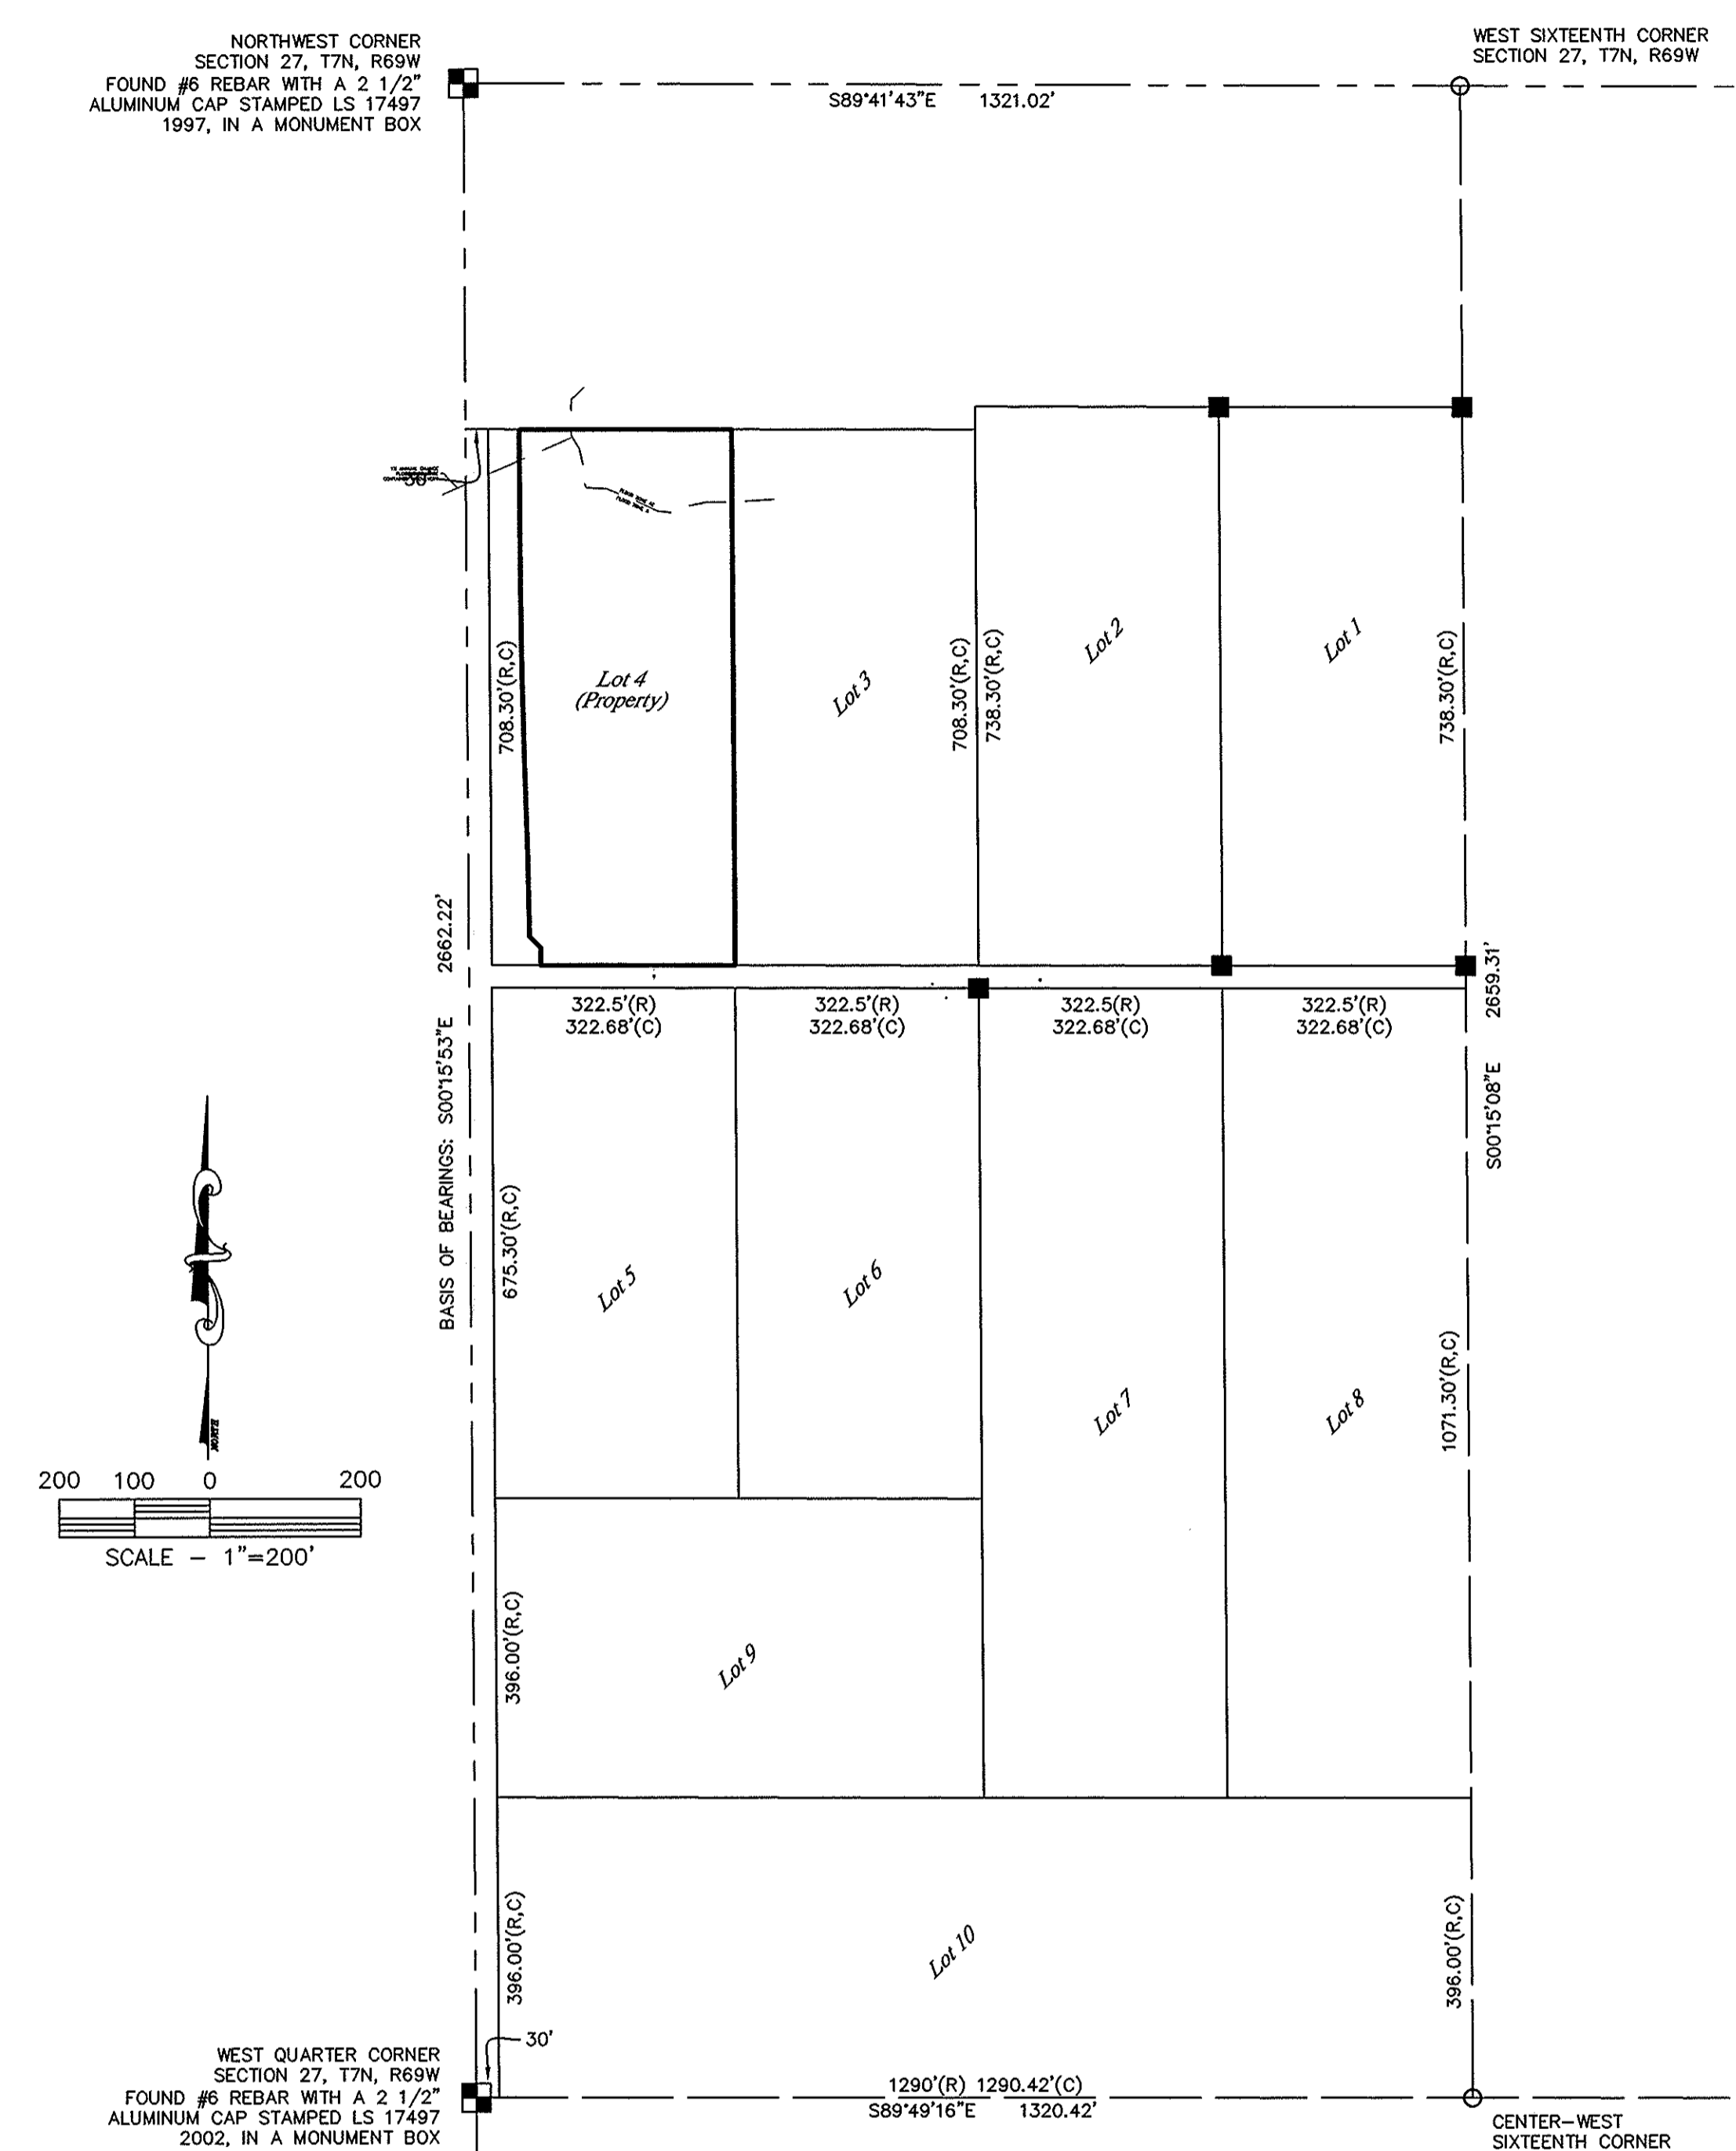 NORTHWEST CORNER
SECTION 27, T7N, R69W
FOUND #6 REBAR WITH A 2 1/2"
ALUMINUM CAP STAMPED LS 17497
1997, IN A MONUMENT BOX
WEST SIXTEENTH CORNER
SECTION 27, T7N, R69W
S89°41'43"E 1321.02'
FLOOD ZONE AE
708.30'(R,C)
Lot 4
(Property)
Lot 3
708.30'(R,C)
738.30'(R,C)
Lot 2
Lot 1
738.30'(R,C)
2662.22'
BASIS OF BEARINGS: S00°15'53"E
2659.31'
S00°15'08"E
322.5'(R)
322.68'(C)
322.5'(R)
322.68'(C)
322.5(R)
322.68'(C)
322.5'(R)
322.68'(C)
675.30'(R,C)
Lot 5
Lot 6
Lot 7
Lot 8
1071.30'(R,C)
NORTH
200 100 0 200
SCALE – 1"=200'
396.00'(R,C)
Lot 9
396.00'(R,C)
Lot 10
396.00'(R,C)
30'
WEST QUARTER CORNER
SECTION 27, T7N, R69W
FOUND #6 REBAR WITH A 2 1/2"
ALUMINUM CAP STAMPED LS 17497
2002, IN A MONUMENT BOX
1290'(R) 1290.42'(C)
S89°49'16"E 1320.42'
CENTER-WEST
SIXTEENTH CORNER